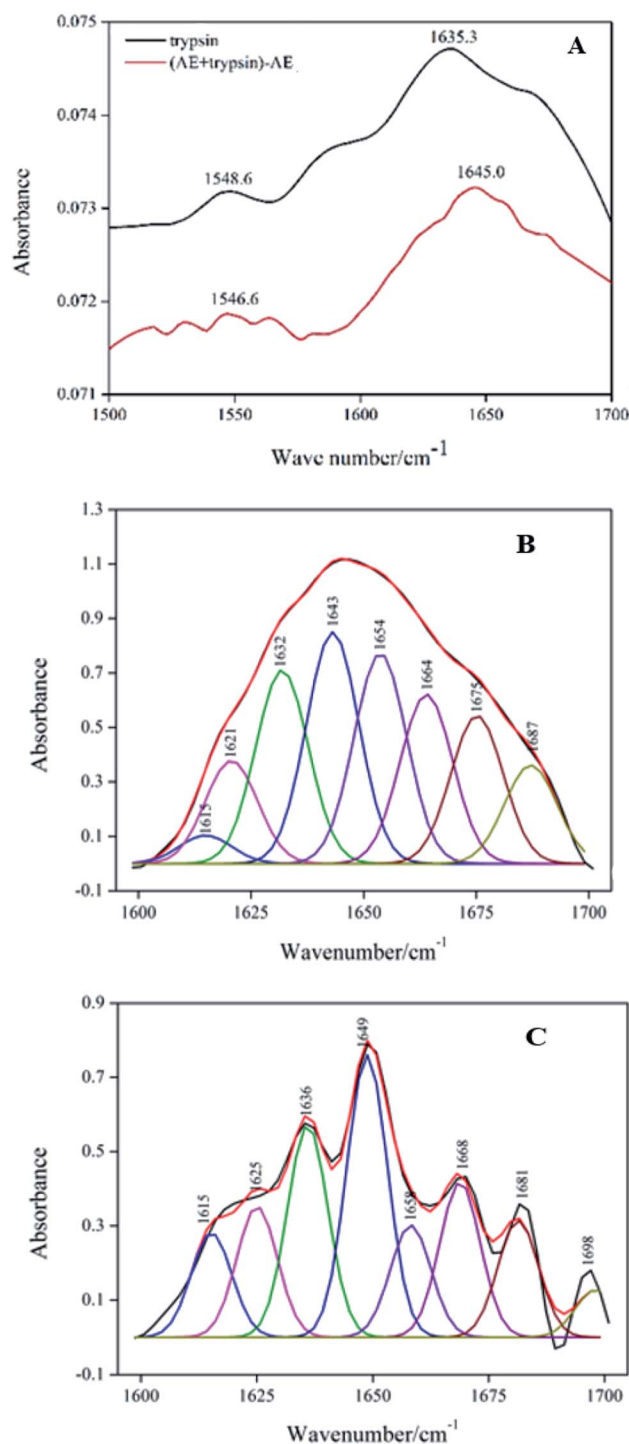 A
trypsin
(AE+trypsin)-AE
1635.3
1645.0
1548.6
1546.6
0.075
0.074
0.073
0.072
0.071
Absorbance
1500 1550 1600 1650 1700
Wave number/cm-1
B
1615
1621
1632
1643
1654
1664
1675
1687
1.3
1.1
0.9
0.7
0.5
0.3
0.1
-0.1
Absorbance
1600 1625 1650 1675 1700
Wavenumber/cm-1
C
1615
1625
1636
1649
1658
1668
1681
1698
0.9
0.7
0.5
0.3
0.1
-0.1
Absorbance
1600 1625 1650 1675 1700
Wavenumber/cm-1